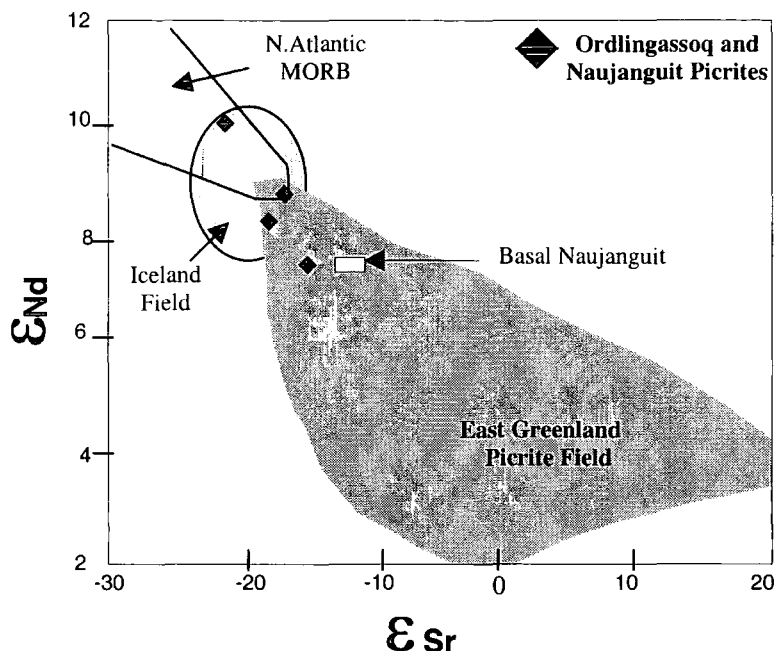 12
N.Atlantic
MORB
Ordlingassoq and
Naujanguit Picrites
10
8
Iceland
Field
Basal Naujanguit
εNd
6
East Greenland
Picrite Field
4
2
-30
-20
-10
0
10
20
εSr